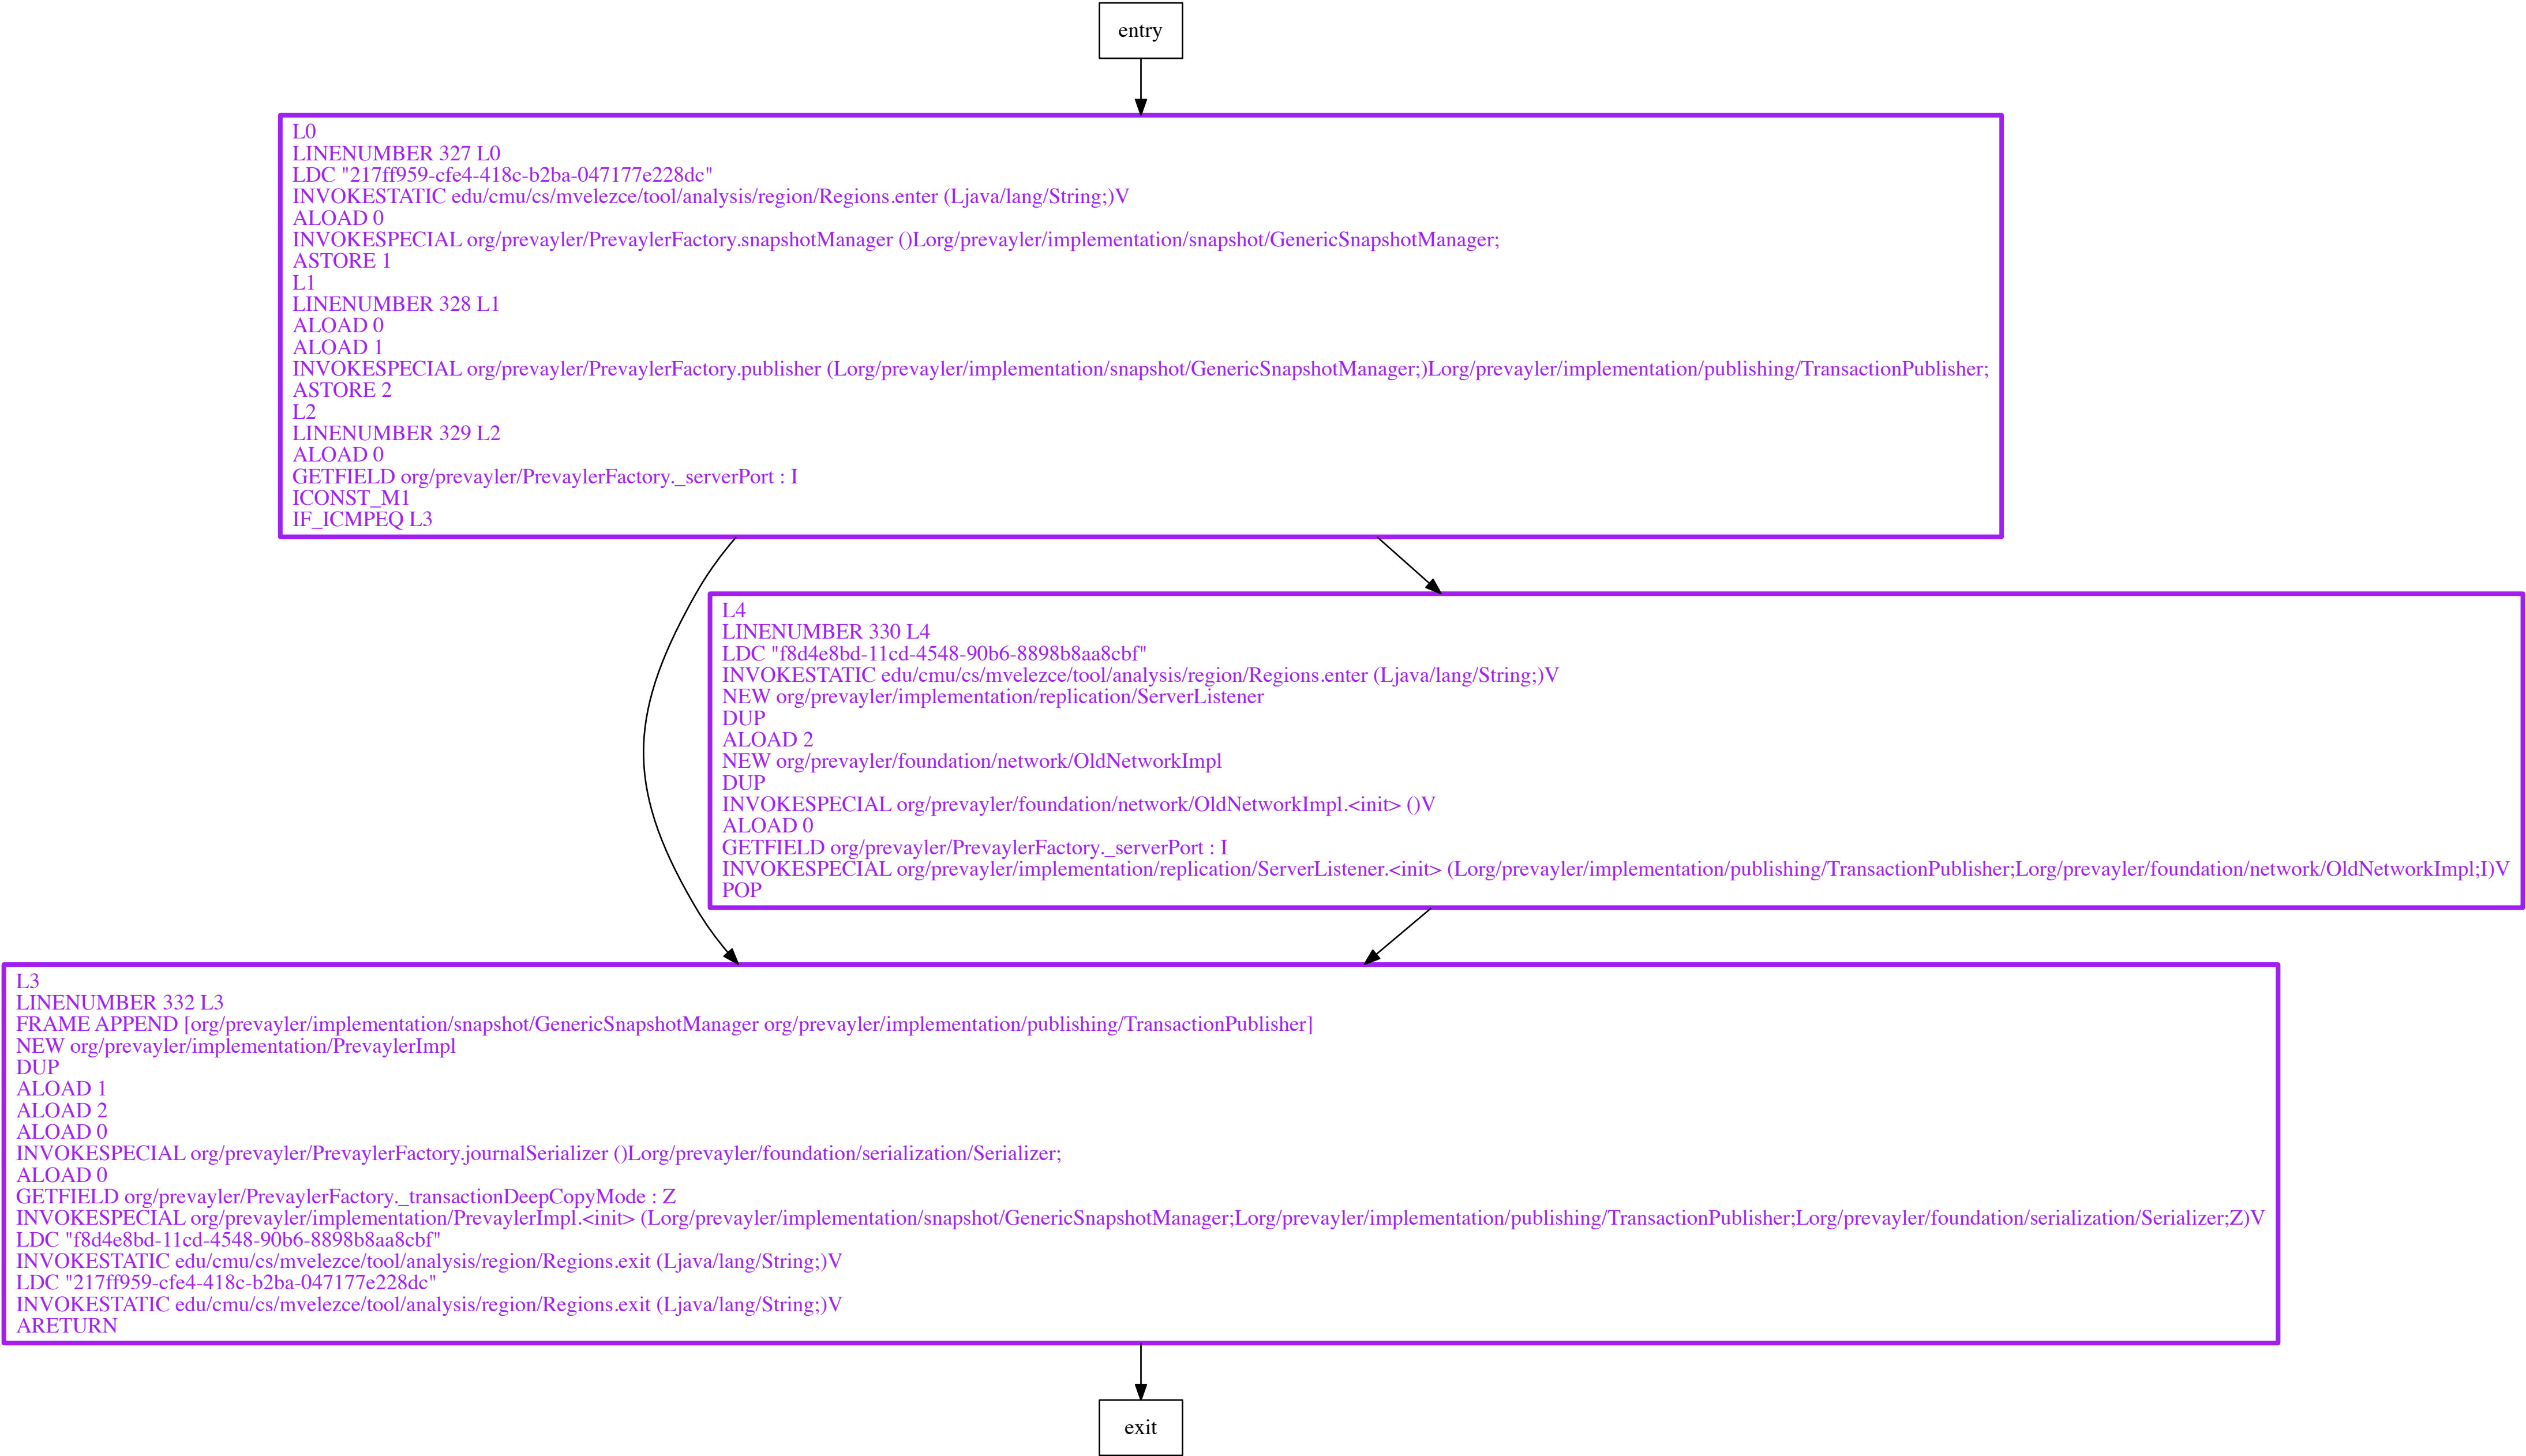 entry
L0
LINENUMBER 327 L0
LDC "217ff959-cfe4-418c-b2ba-047177e228dc"
INVOKESTATIC edu/cmu/cs/mvelezce/tool/analysis/region/Regions.enter (Ljava/lang/String;)V
ALOAD 0
INVOKESPECIAL org/prevayler/PrevaylerFactory.snapshotManager ()Lorg/prevayler/implementation/snapshot/GenericSnapshotManager;
ASTORE 1
L1
LINENUMBER 328 L1
ALOAD 0
ALOAD 1
INVOKESPECIAL org/prevayler/PrevaylerFactory.publisher (Lorg/prevayler/implementation/snapshot/GenericSnapshotManager;)Lorg/prevayler/implementation/publishing/TransactionPublisher;
ASTORE 2
L2
LINENUMBER 329 L2
ALOAD 0
GETFIELD org/prevayler/PrevaylerFactory._serverPort : I
ICONST_M1
IF_ICMPEQ L3
L4
LINENUMBER 330 L4
LDC "f8d4e8bd-11cd-4548-90b6-8898b8aa8cbf"
INVOKESTATIC edu/cmu/cs/mvelezce/tool/analysis/region/Regions.enter (Ljava/lang/String;)V
NEW org/prevayler/implementation/replication/ServerListener
DUP
ALOAD 2
NEW org/prevayler/foundation/network/OldNetworkImpl
DUP
INVOKESPECIAL org/prevayler/foundation/network/OldNetworkImpl.<init> ()V
ALOAD 0
GETFIELD org/prevayler/PrevaylerFactory._serverPort : I
INVOKESPECIAL org/prevayler/implementation/replication/ServerListener.<init> (Lorg/prevayler/implementation/publishing/TransactionPublisher;Lorg/prevayler/foundation/network/OldNetworkImpl;I)V
POP
L3
LINENUMBER 332 L3
FRAME APPEND [org/prevayler/implementation/snapshot/GenericSnapshotManager org/prevayler/implementation/publishing/TransactionPublisher]
NEW org/prevayler/implementation/PrevaylerImpl
DUP
ALOAD 1
ALOAD 2
ALOAD 0
INVOKESPECIAL org/prevayler/PrevaylerFactory.journalSerializer ()Lorg/prevayler/foundation/serialization/Serializer;
ALOAD 0
GETFIELD org/prevayler/PrevaylerFactory._transactionDeepCopyMode : Z
INVOKESPECIAL org/prevayler/implementation/PrevaylerImpl.<init> (Lorg/prevayler/implementation/snapshot/GenericSnapshotManager;Lorg/prevayler/implementation/publishing/TransactionPublisher;Lorg/prevayler/foundation/serialization/Serializer;Z)V
LDC "f8d4e8bd-11cd-4548-90b6-8898b8aa8cbf"
INVOKESTATIC edu/cmu/cs/mvelezce/tool/analysis/region/Regions.exit (Ljava/lang/String;)V
LDC "217ff959-cfe4-418c-b2ba-047177e228dc"
INVOKESTATIC edu/cmu/cs/mvelezce/tool/analysis/region/Regions.exit (Ljava/lang/String;)V
ARETURN
exit